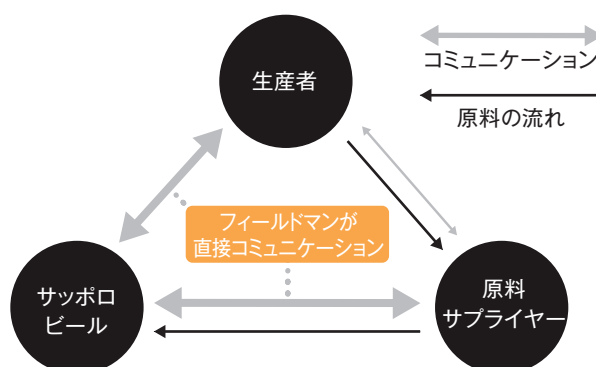 生産者
コミュニケーション
原料の流れ
フィールドマンが
直接コミュニケーション
サッポロ
ビール
原料
サプライヤー